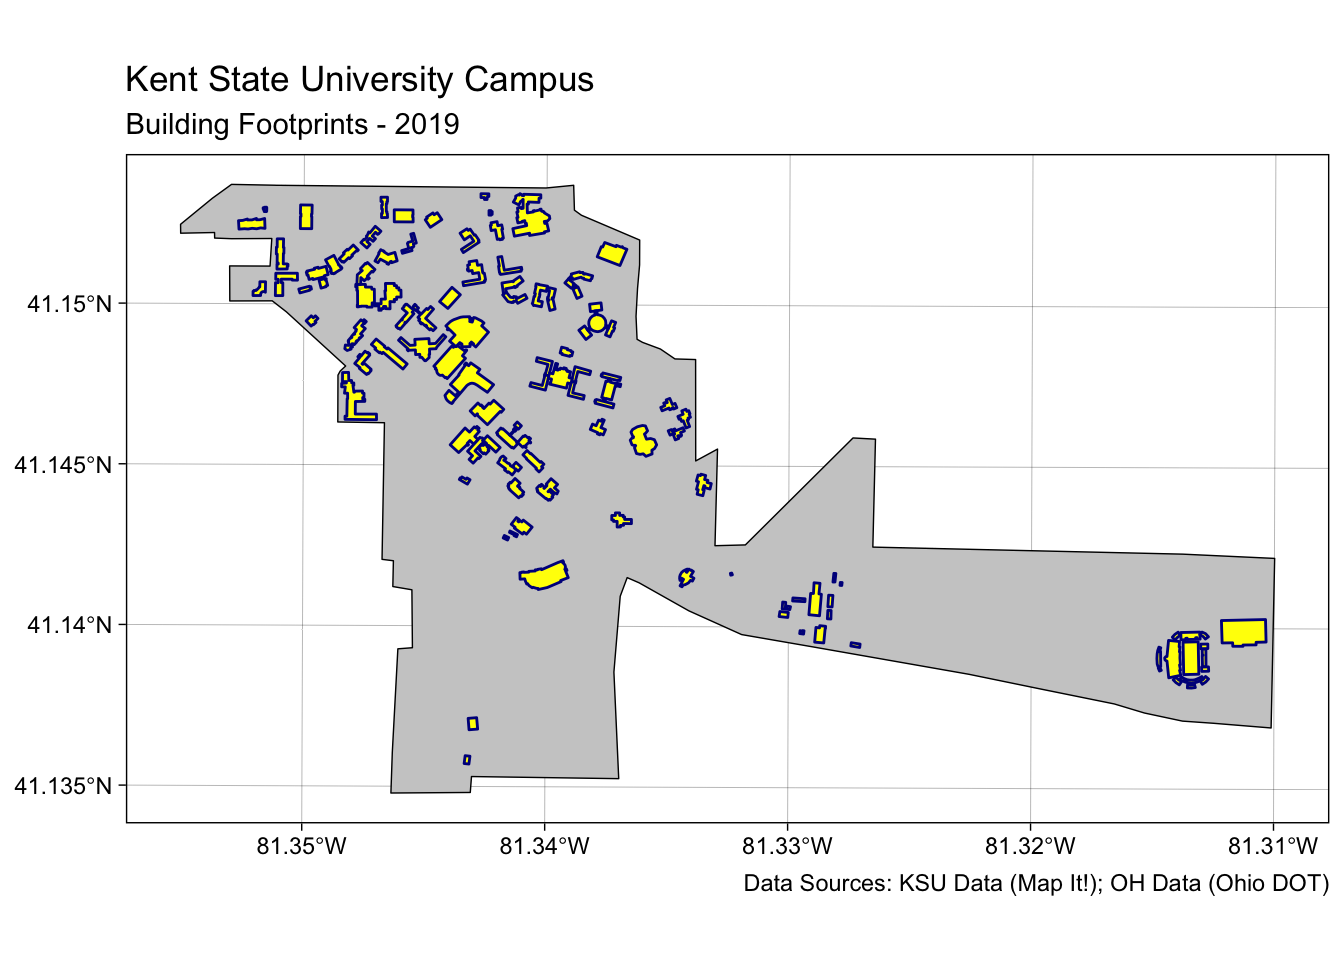 Kent State University Campus
Building Footprints - 2019
41.15°N
41.145°N
41.14°N
41.135°N
81.35°W 81.34°W 81.33°W 81.32°W 81.31°W
Data Sources: KSU Data (Map It!); OH Data (Ohio DOT)